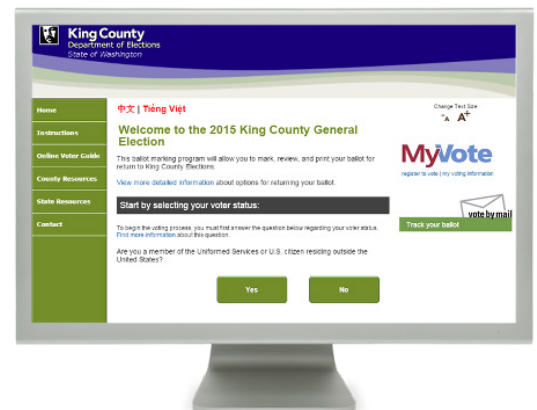 King County
Department of Elections
State of Washington
Home
Instructions
Online Voter Guide
County Resources
State Resources
Contact
中文 | Tiếng Việt
Welcome to the 2015 King County General
Election
This ballot marking program will allow you to mark, review, and print your ballot for
return to King County Elections.
View more detailed information about options for returning your ballot.
Start by selecting your voter status:
To begin the voting process, you must first answer the question below regarding your voter status.
Find more information about this question.
Are you a member of the Uniformed Services or U.S. citizen residing outside the
United States?
Yes
No
Change Text Size
-A A+
MyVote
register to vote | my voting information
vote by mail
Track your ballot